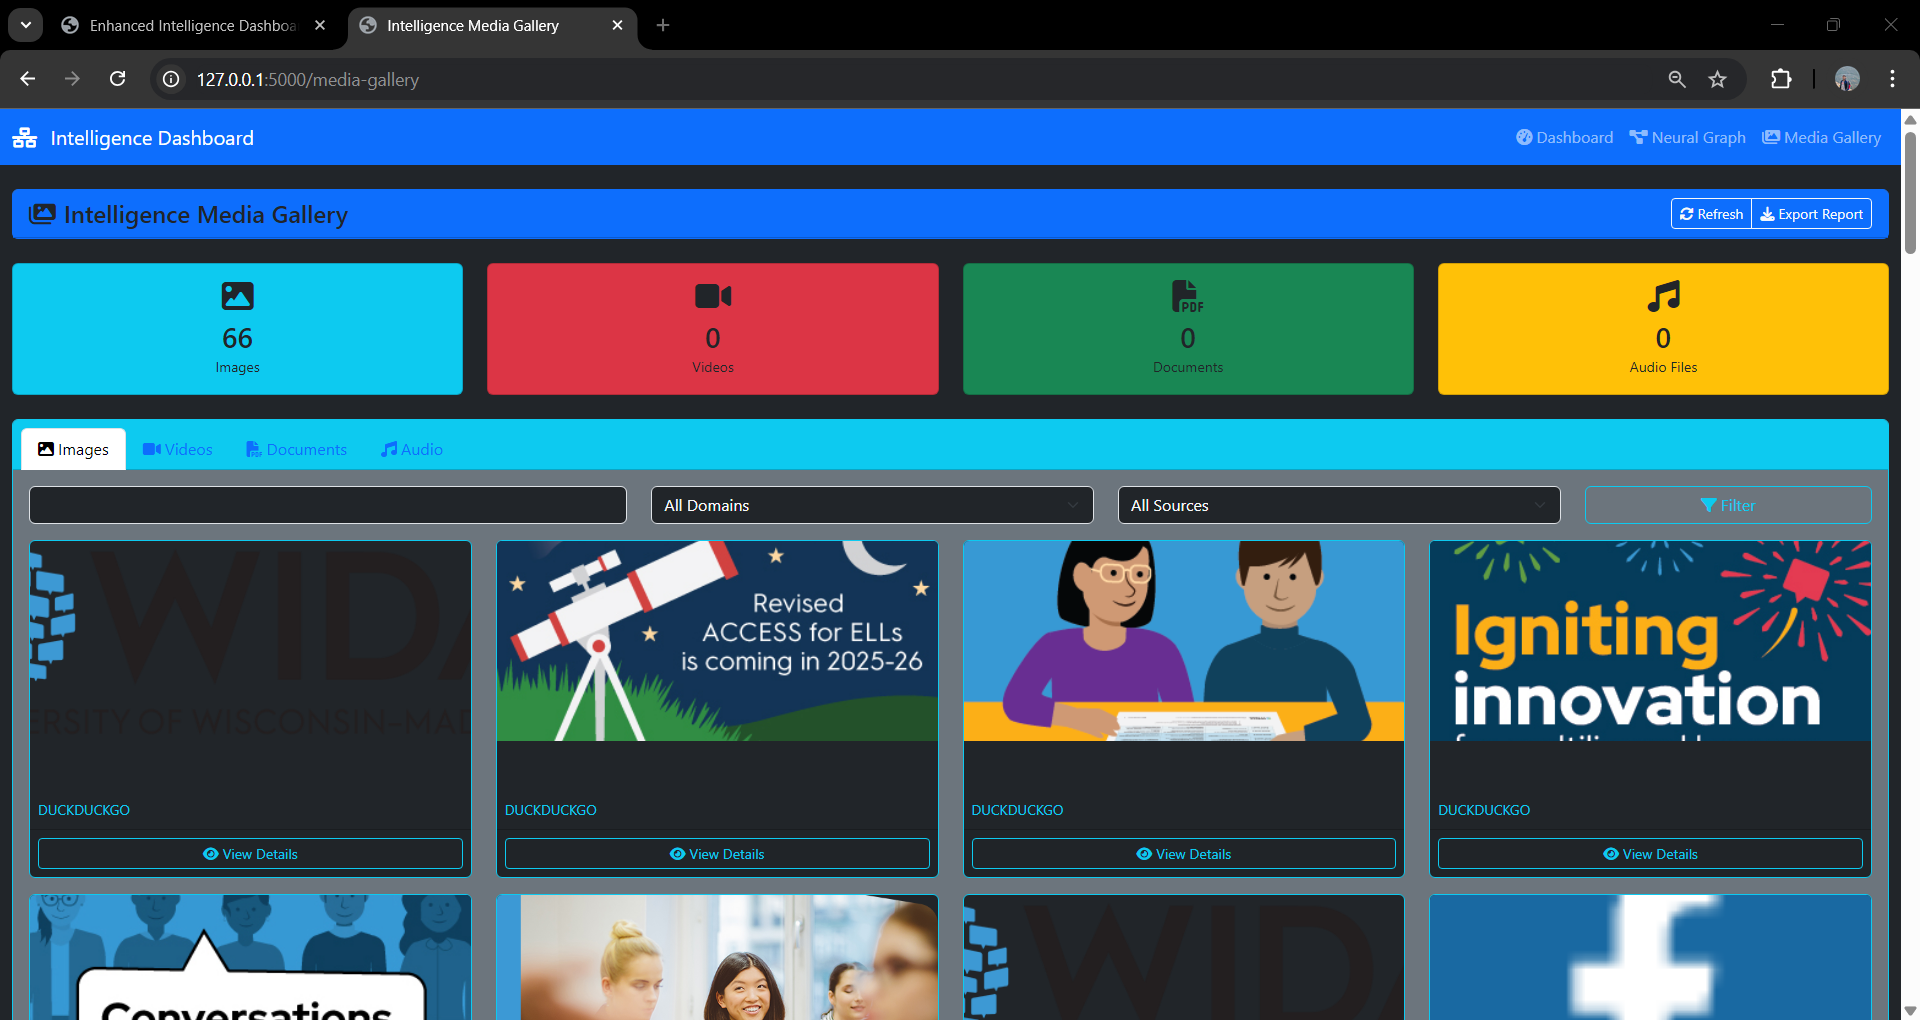 Enhanced Intelligence Dashboa
Intelligence Media Gallery
127.0.0.1:5000/media-gallery
Intelligence Dashboard
Dashboard
Neural Graph
Media Gallery
Intelligence Media Gallery
Refresh
Export Report
66
Images
0
Videos
PDF
0
Documents
0
Audio Files
Images
Videos
Documents
Audio
All Domains
All Sources
Filter
WIDA
ERSITY OF WISCONSIN–MAD
Revised
ACCESS for ELLs
is coming in 2025-26
Igniting
innovation
DUCKDUCKGO
DUCKDUCKGO
DUCKDUCKGO
DUCKDUCKGO
View Details
View Details
View Details
View Details
Conversations
WIDA
f